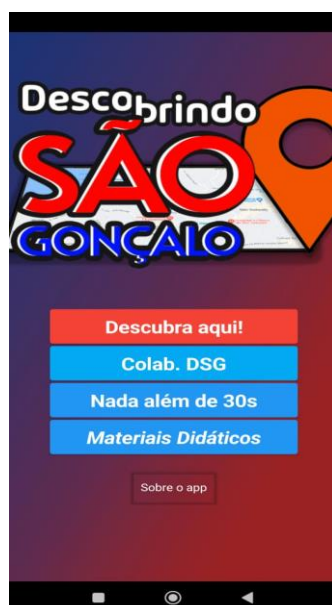 Descobrindo
SÃO
GONÇALO
Descubra aqui!
Colab. DSG
Nada além de 30s
Materiais Didáticos
Sobre o app